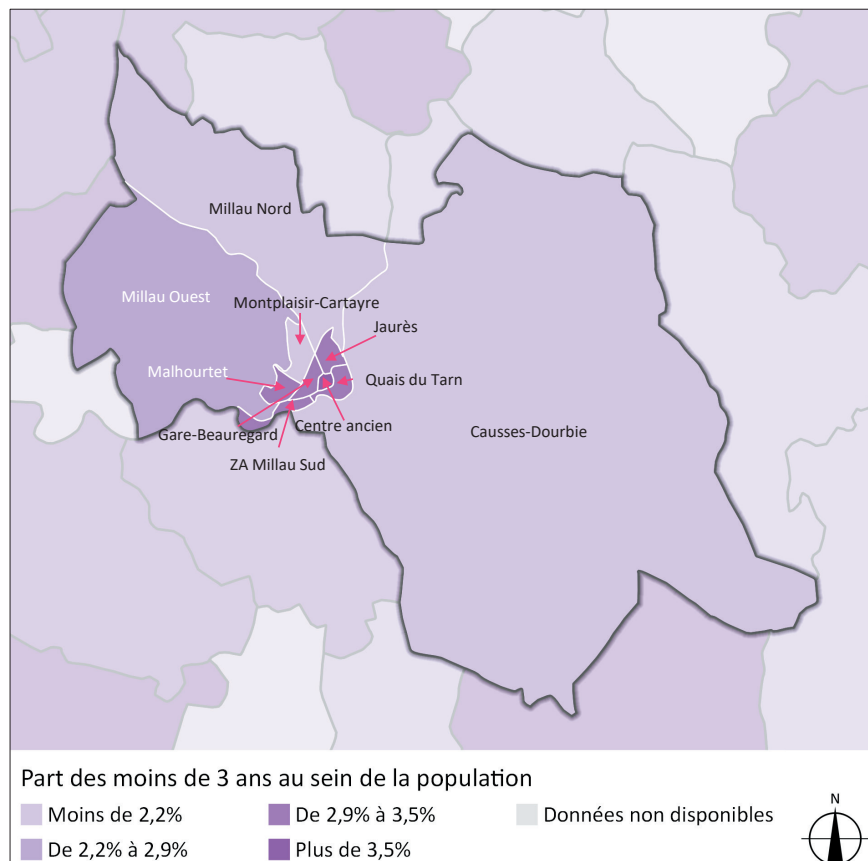 Millau Nord
Millau Ouest
Montplaisir-Cartayre
Jaurès
Malhourtet
Quais du Tarn
Gare-Beauregard
Centre ancien
Causses-Dourbie
ZA Millau Sud
Part des moins de 3 ans au sein de la population
Moins de 2,2%
De 2,9% à 3,5%
Données non disponibles
De 2,2% à 2,9%
Plus de 3,5%
N